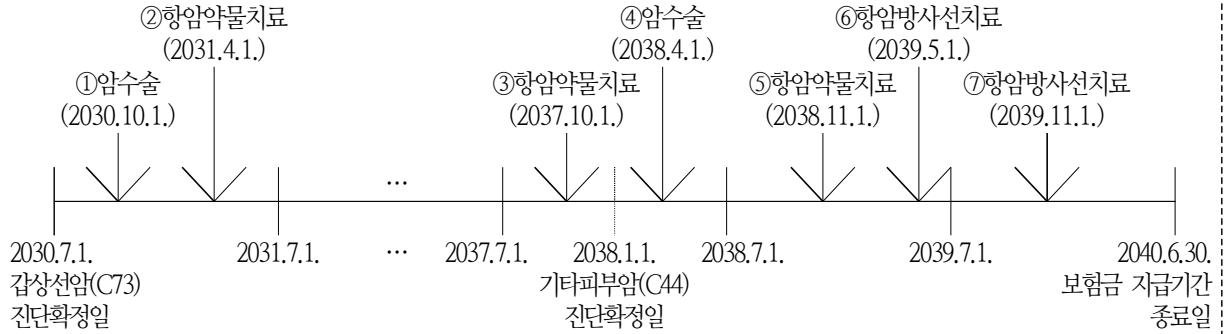 ②항암약물치료
(2031.4.1.)
④암수술
(2038.4.1.)
⑥항암방사선치료
(2039.5.1.)
①암수술
(2030.10.1.)
③항암약물치료
(2037.10.1.)
⑤항암약물치료
(2038.11.1.)
⑦항암방사선치료
(2039.11.1.)
…
2030.7.1.
갑상선암(C73)
진단확정일
2031.7.1.
…
2037.7.1.
2038.1.1.
기타피부암(C44)
진단확정일
2038.7.1.
2039.7.1.
2040.6.30.
보험금 지급기간
종료일